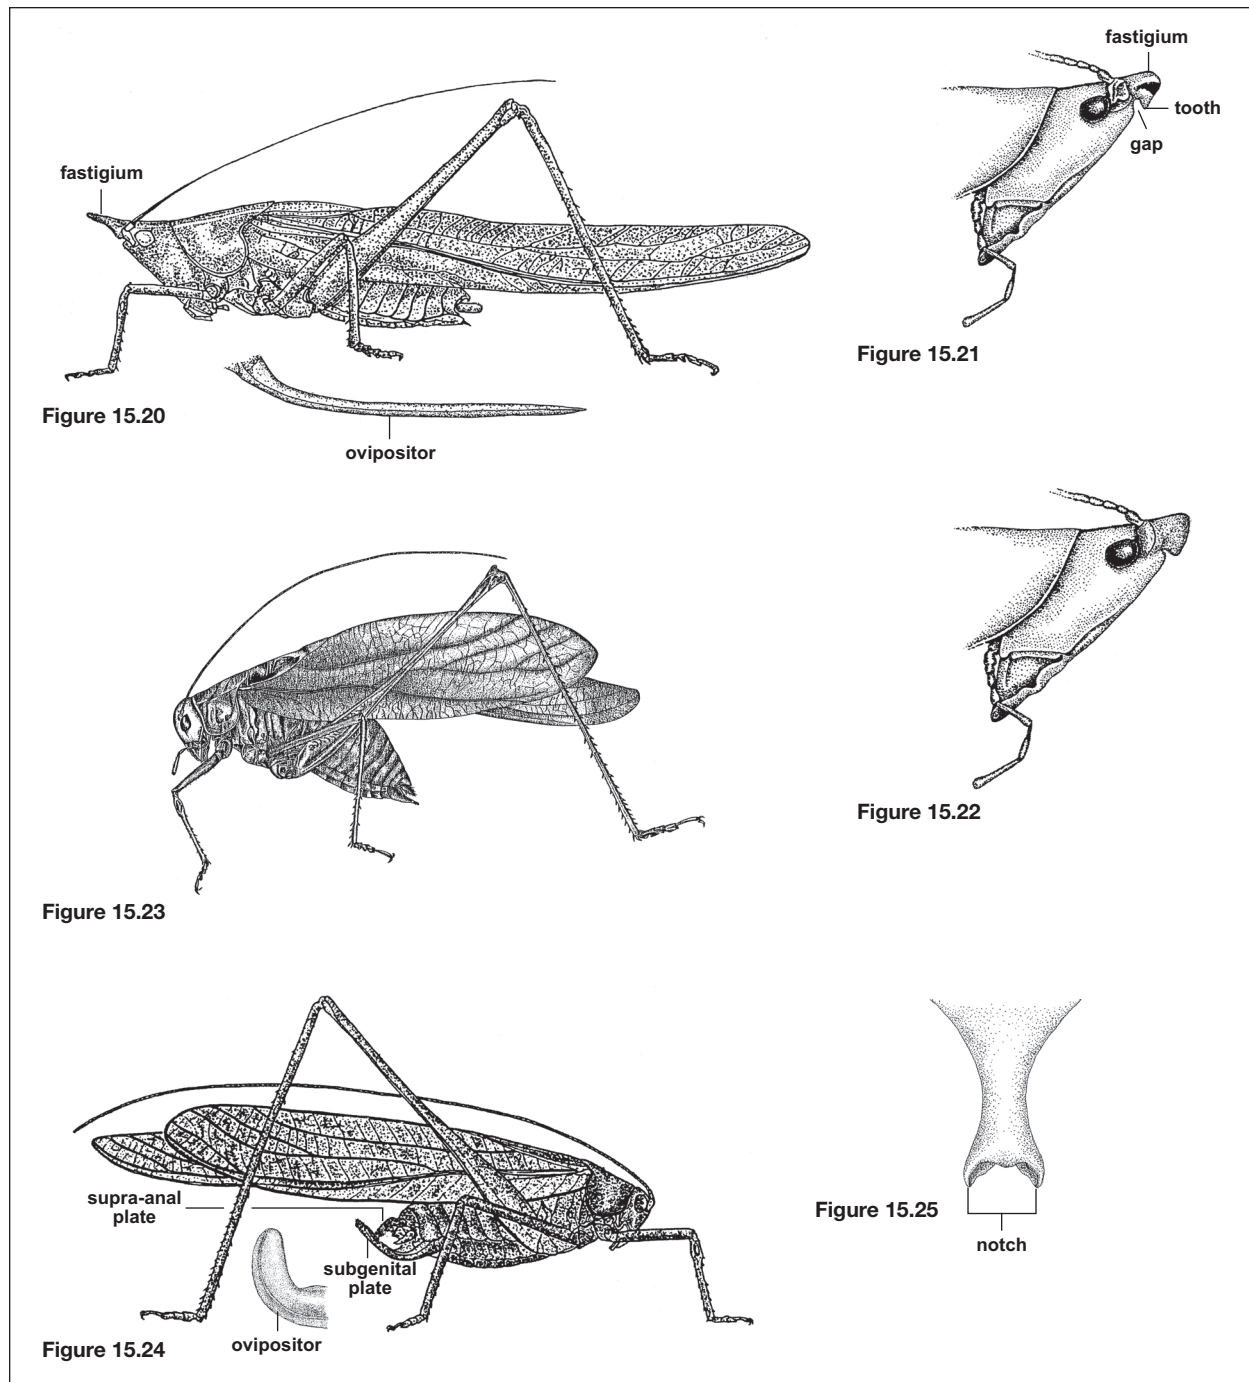 fastigium
Figure 15.20
ovipositor
fastigium
tooth
gap
Figure 15.21
Figure 15.22
Figure 15.23
supra-anal
plate
subgenital
plate
ovipositor
Figure 15.24
Figure 15.25
notch